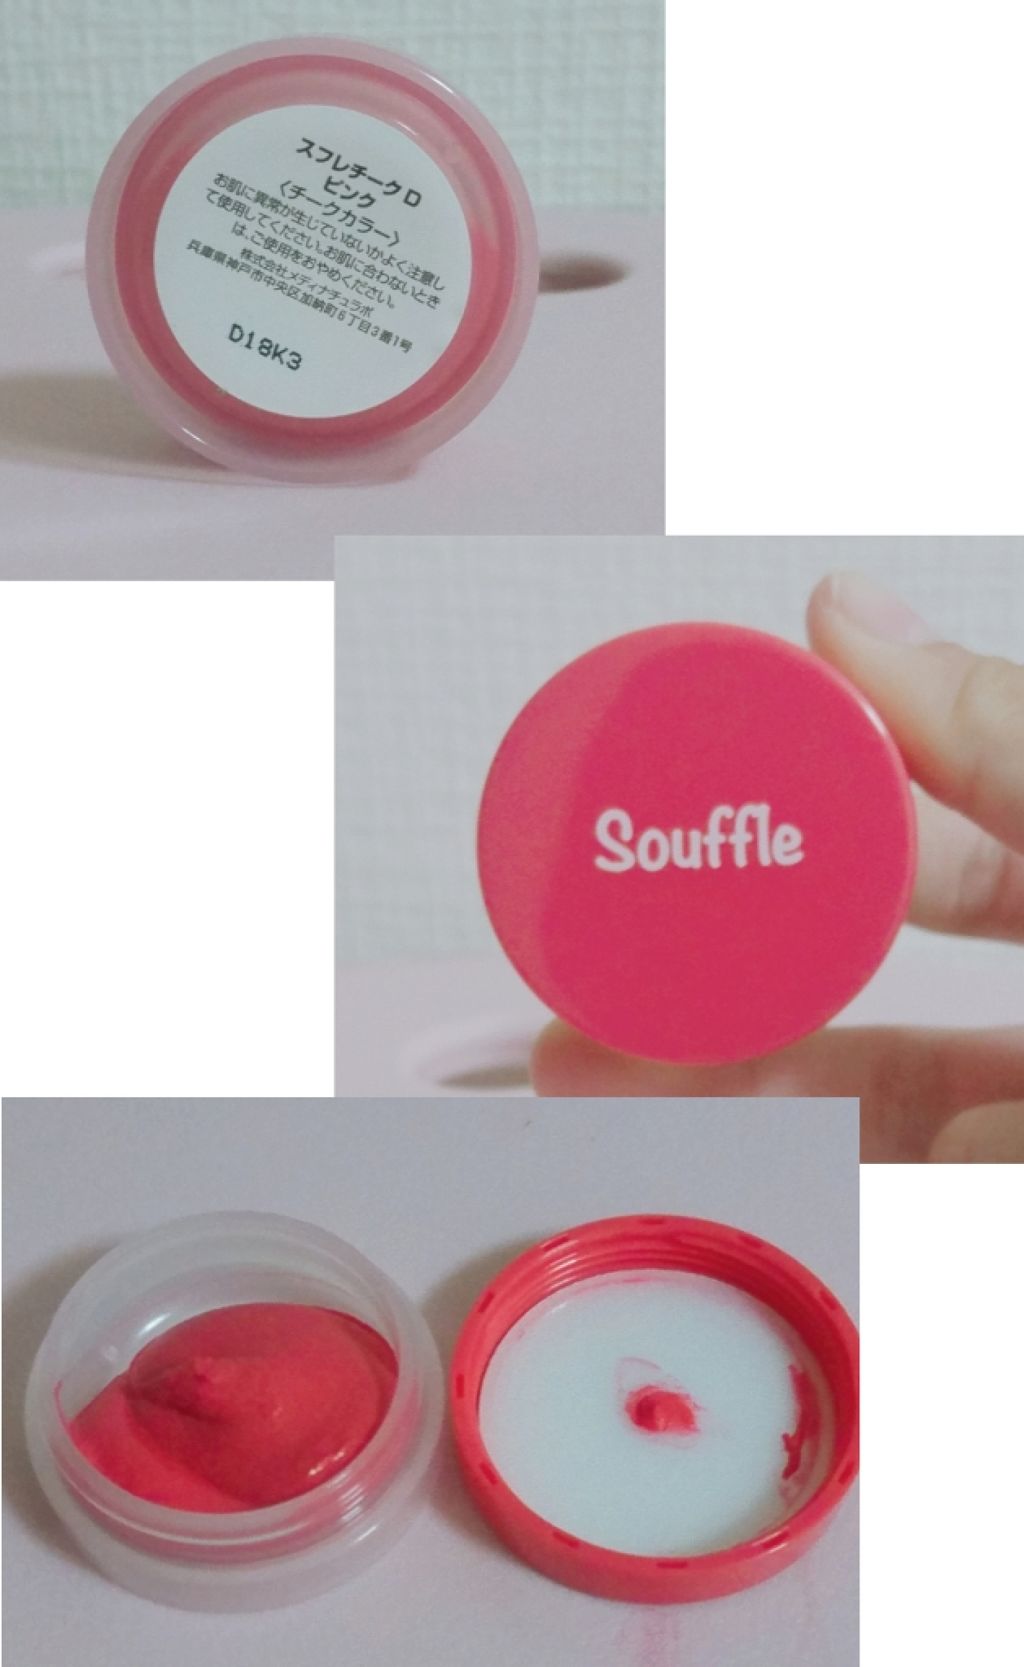 スフレチーク D
ピンク
〈チークカラー〉
お肌に異常が生じていないかよく注意し
て使用してください。お肌に合わないとき
は、ご使用をおやめください。
株式会社メディナチュラボ
兵庫県神戸市中央区加納町6丁目3番1号
D18K3
Souffle